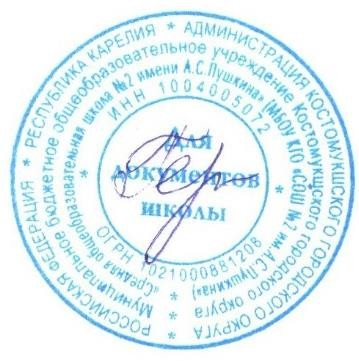 РОССИЙСКАЯ ФЕДЕРАЦИЯ * РЕСПУБЛИКА КАРЕЛИЯ * АДМИНИСТРАЦИЯ КОСТОМУКШСКОГО ГОРОДСКОГО ОКРУГА *
Муниципальное бюджетное общеобразовательное учреждение Костомукшского городского округа
«Средняя общеобразовательная школа №2 имени А.С.Пушкина» (МБОУ КГО «СОШ №2 им. А.С.Пушкина»)
ИНН 1004005072
ОГРН 1021000881208
Для
документов
школы